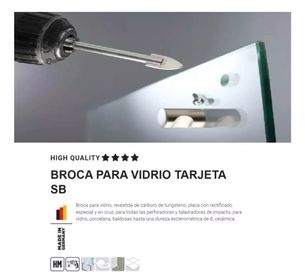 HIGH QUALITY
BROCA PARA VIDRIO TARJETA
SB
MADE IN
GERMANY
Broca para vidrio, revestida de carburo de tungsteno, placa con rectificado
especial y en cruz, para todas las perforadoras y taladradoras de impacto, para
vidrio, porcelana, baldosas hasta una dureza esclerométrica de 8, cerámica
HM